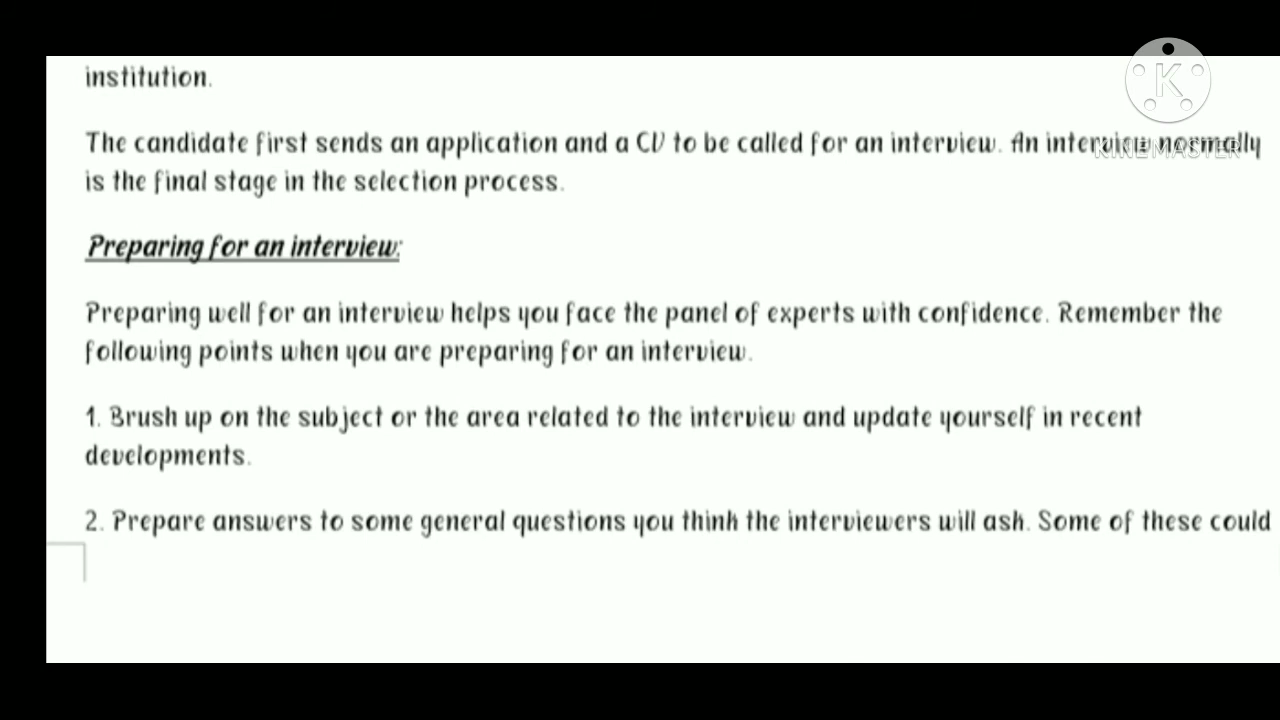 institution.
The candidate first sends an application and a CV to be called for an interview. An interview normally
is the final stage in the selection process.
Preparing for an interview:
Preparing well for an interview helps you face the panel of experts with confidence. Remember the
following points when you are preparing for an interview.
1. Brush up on the subject or the area related to the interview and update yourself in recent
developments.
2. Prepare answers to some general questions you think the interviewers will ask. Some of these could
K
KINEMASTER